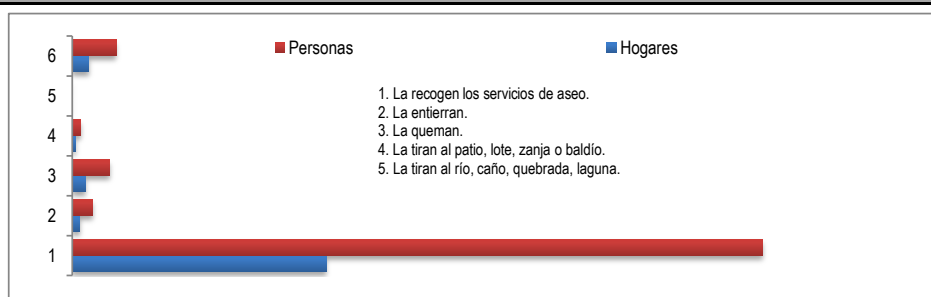 Personas
Hogares
6
5
4
3
2
1
1. La recogen los servicios de aseo.
2. La entierran.
3. La queman.
4. La tiran al patio, lote, zanja o baldío.
5. La tiran al río, caño, quebrada, laguna.